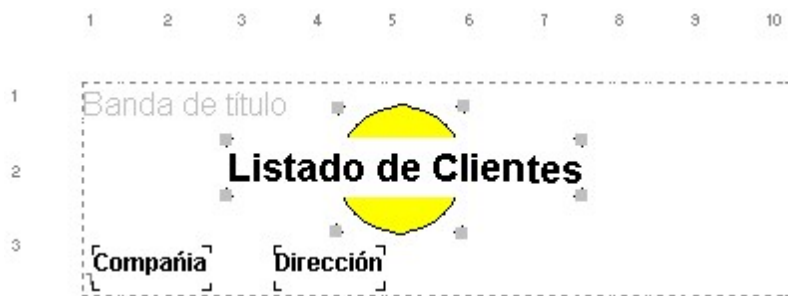 1 2 3 4 5 6 7 8 9 10
1
Banda de título
2
Listado de Clientes
3
Compańia Dirección